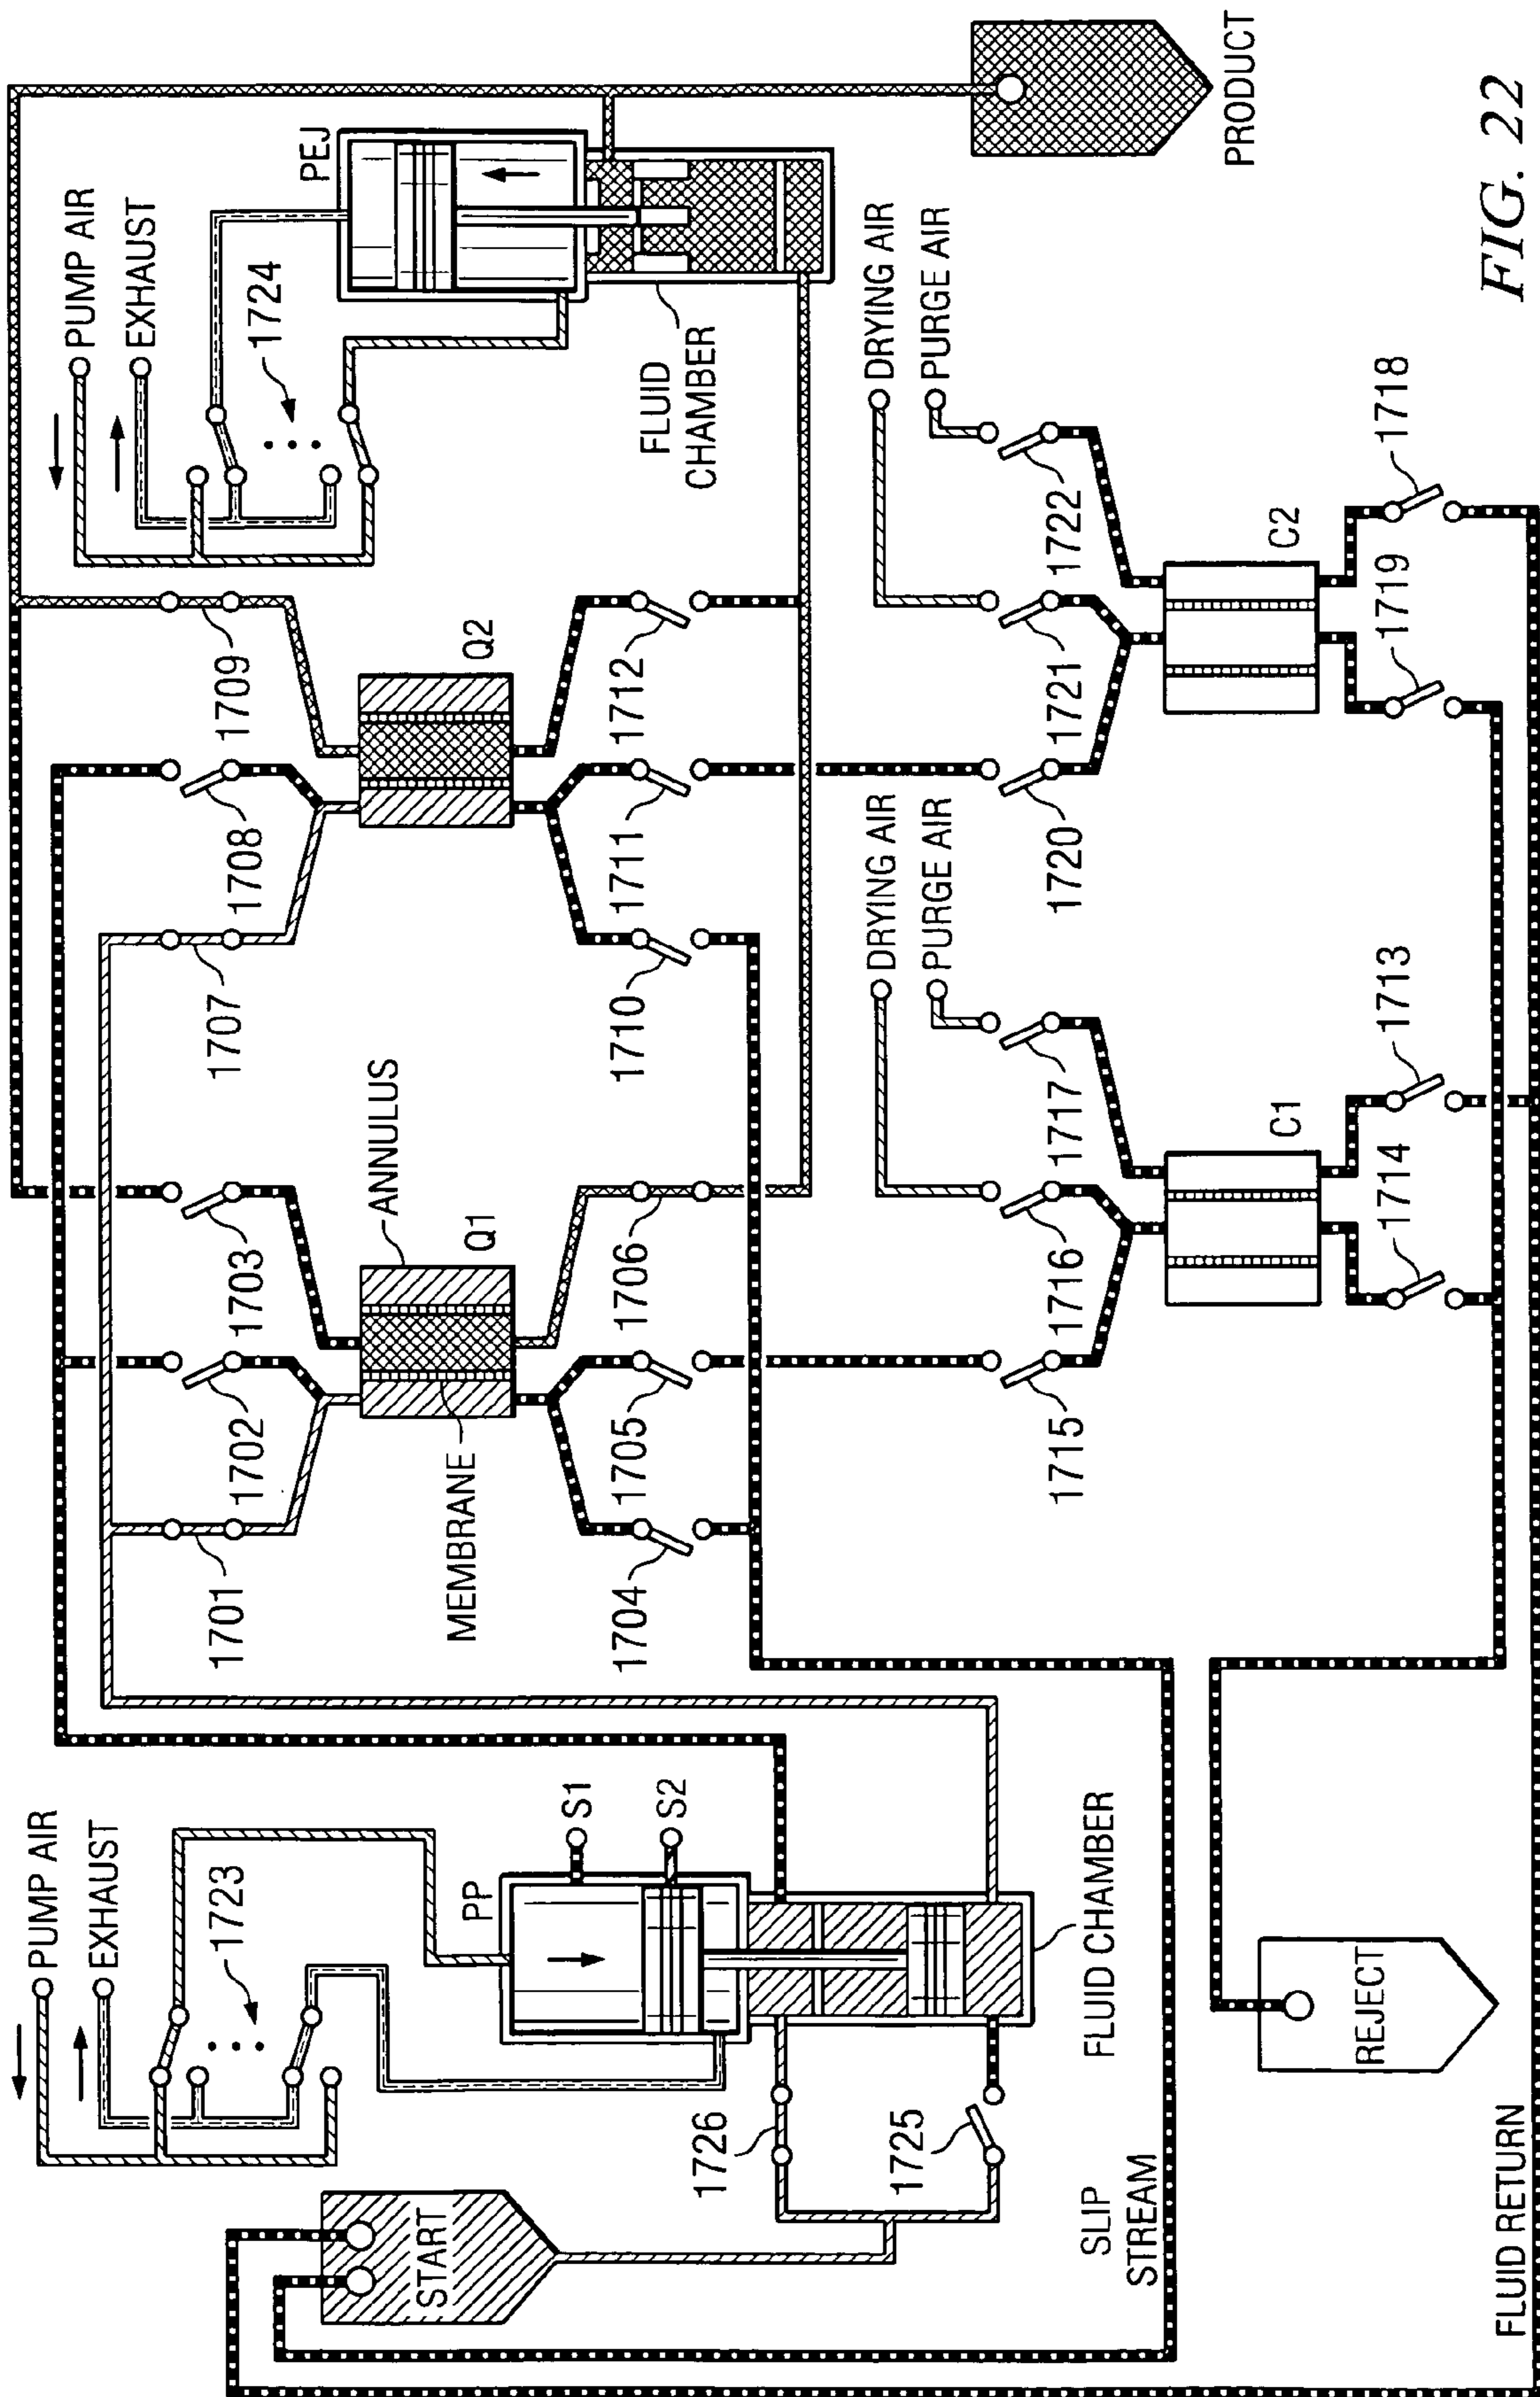 PUMP AIR
EXHAUST
1723
START
1726
1725
SLIP
STREAM
FLUID RETURN
PP
S1
S2
FLUID CHAMBER
REJECT
1701
1702
1703
MEMBRANE
ANNULUS
Q1
1704
1705
1706
1707
1708
1709
Q2
1710
1711
1712
PUMP AIR
EXHAUST
1724
PEJ
FLUID
CHAMBER
PRODUCT
DRYING AIR
PURGE AIR
1715
1716
1717
C1
1714
1713
DRYING AIR
PURGE AIR
1720
1721
1722
C2
1719
1718
FIG. 22